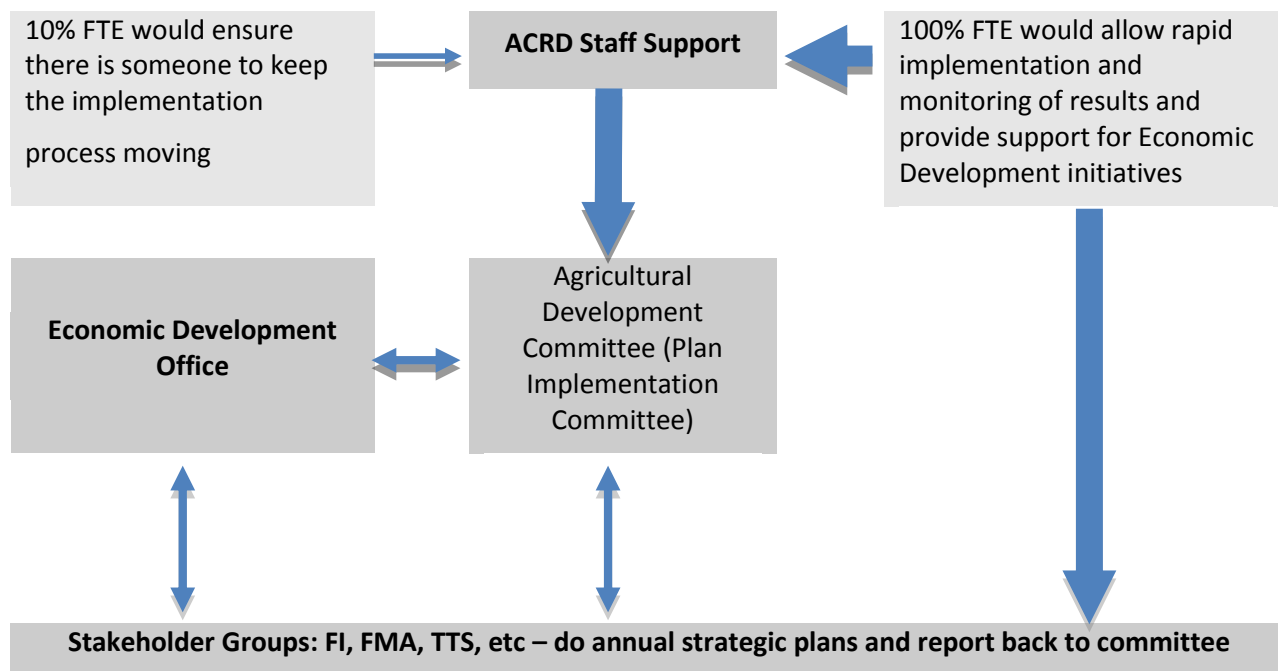 10% FTE would ensure
there is someone to keep
the implementation
process moving
ACRD Staff Support
100% FTE would allow rapid
implementation and
monitoring of results and
provide support for Economic
Development initiatives
Economic Development
Office
Agricultural
Development
Committee (Plan
Implementation
Committee)
Stakeholder Groups: FI, FMA, TTS, etc – do annual strategic plans and report back to committee